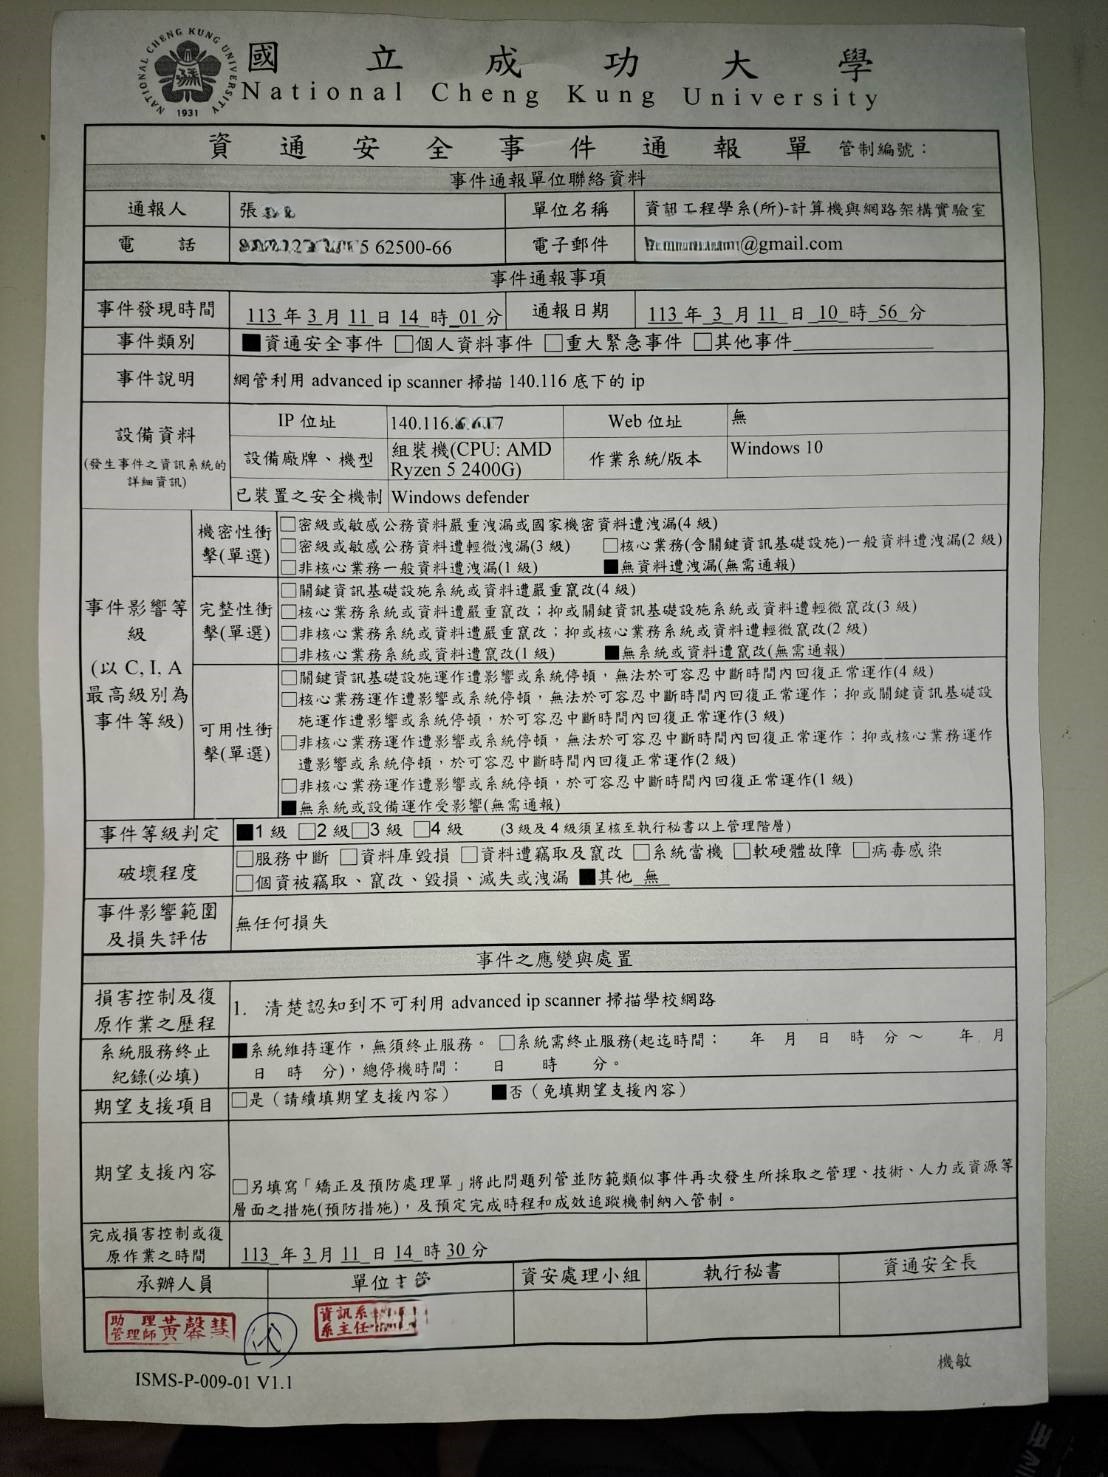 NATIONAL CHENG KUNG UNIVERSITY
1931
國立成功大學
National Cheng Kung University
資通安全事件通報單 管制編號：
事件通報單位聯絡資料
通報人 張 單位名稱 資訊工程學系(所)-計算機與網路架構實驗室
電話 62500-66 電子郵件 @gmail.com
事件通報事項
事件發現時間 113 年 3 月 11 日 14 時 01 分 通報日期 113 年 3 月 11 日 10 時 56 分
事件類別 ■資通安全事件 □個人資料事件 □重大緊急事件 □其他事件
事件說明 網管利用 advanced ip scanner 掃描 140.116 底下的 ip
設備資料
(發生事件之資訊系統的
詳細資訊)
IP 位址 140.116. Web 位址 無
設備廠牌、機型 組裝機(CPU: AMD
Ryzen 5 2400G)
作業系統/版本 Windows 10
已裝置之安全機制 Windows defender
事件影響等
級
(以 C, I, A
最高級別為
事件等級)
機密性衝
擊(單選)
□密級或敏感公務資料嚴重洩漏或國家機密資料遭洩漏(4 級)
□密級或敏感公務資料遭輕微洩漏(3 級) □核心業務(含關鍵資訊基礎設施)一般資料遭洩漏(2 級)
□非核心業務一般資料遭洩漏(1 級) ■無資料遭洩漏(無需通報)
完整性衝
擊(單選)
□關鍵資訊基礎設施系統或資料遭嚴重竄改(4 級)
□核心業務系統或資料遭嚴重竄改；抑或關鍵資訊基礎設施系統或資料遭輕微竄改(3 級)
□非核心業務系統或資料遭嚴重竄改；抑或核心業務系統或資料遭輕微竄改(2 級)
□非核心業務系統或資料遭竄改(1 級) ■無系統或資料遭竄改(無需通報)
可用性衝
擊(單選)
□關鍵資訊基礎設施運作遭影響或系統停頓，無法於可容忍中斷時間內回復正常運作(4 級)
□核心業務運作遭影響或系統停頓，無法於可容忍中斷時間內回復正常運作；抑或關鍵資訊基礎設
施運作遭影響或系統停頓，於可容忍中斷時間內回復正常運作(3 級)
□非核心業務運作遭影響或系統停頓，無法於可容忍中斷時間內回復正常運作；抑或核心業務運作
遭影響或系統停頓，於可容忍中斷時間內回復正常運作(2 級)
□非核心業務運作遭影響或系統停頓，於可容忍中斷時間內回復正常運作(1 級)
■無系統或設備運作受影響(無需通報)
事件等級判定 ■1 級 □2 級□3 級 □4 級 (3 級及 4 級須呈核至執行秘書以上管理階層)
破壞程度 □服務中斷 □資料庫毀損 □資料遭竊取及竄改 □系統當機 □軟硬體故障 □病毒感染
□個資被竊取、竄改、毀損、滅失或洩漏 ■其他 無
事件影響範圍
及損失評估
無任何損失
事件之應變與處置
損害控制及復
原作業之歷程
1. 清楚認知到不可利用 advanced ip scanner 掃描學校網路
系統服務終止
紀錄(必填)
■系統維持運作，無須終止服務。 □系統需終止服務(起迄時間： 年 月 日 時 分～ 年 月
日 時 分)，總停機時間： 日 時 分。
期望支援項目 □是（請續填期望支援內容） ■否（免填期望支援內容）
期望支援內容
□另填寫「矯正及預防處理單」將此問題列管並防範類似事件再次發生所採取之管理、技術、人力或資源等
層面之措施(預防措施)，及預定完成時程和成效追蹤機制納入管制。
完成損害控制或復
原作業之時間
113 年 3 月 11 日 14 時 30 分
承辦人員 單位主管 資安處理小組 執行秘書 資通安全長
助理
管理師 黃馨慧
資訊系
系主任
機敏
ISMS-P-009-01 V1.1